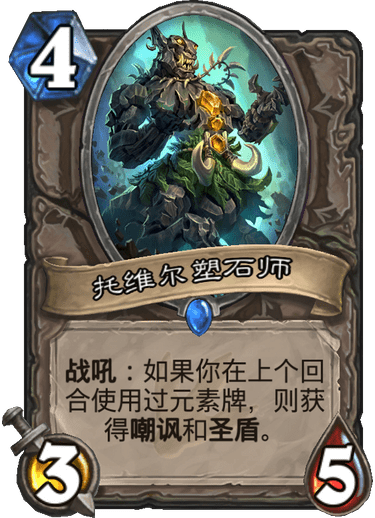 4
托维尔塑石师
战吼：如果你在上个回
合使用过元素牌，则获
得嘲讽和圣盾。
3
5